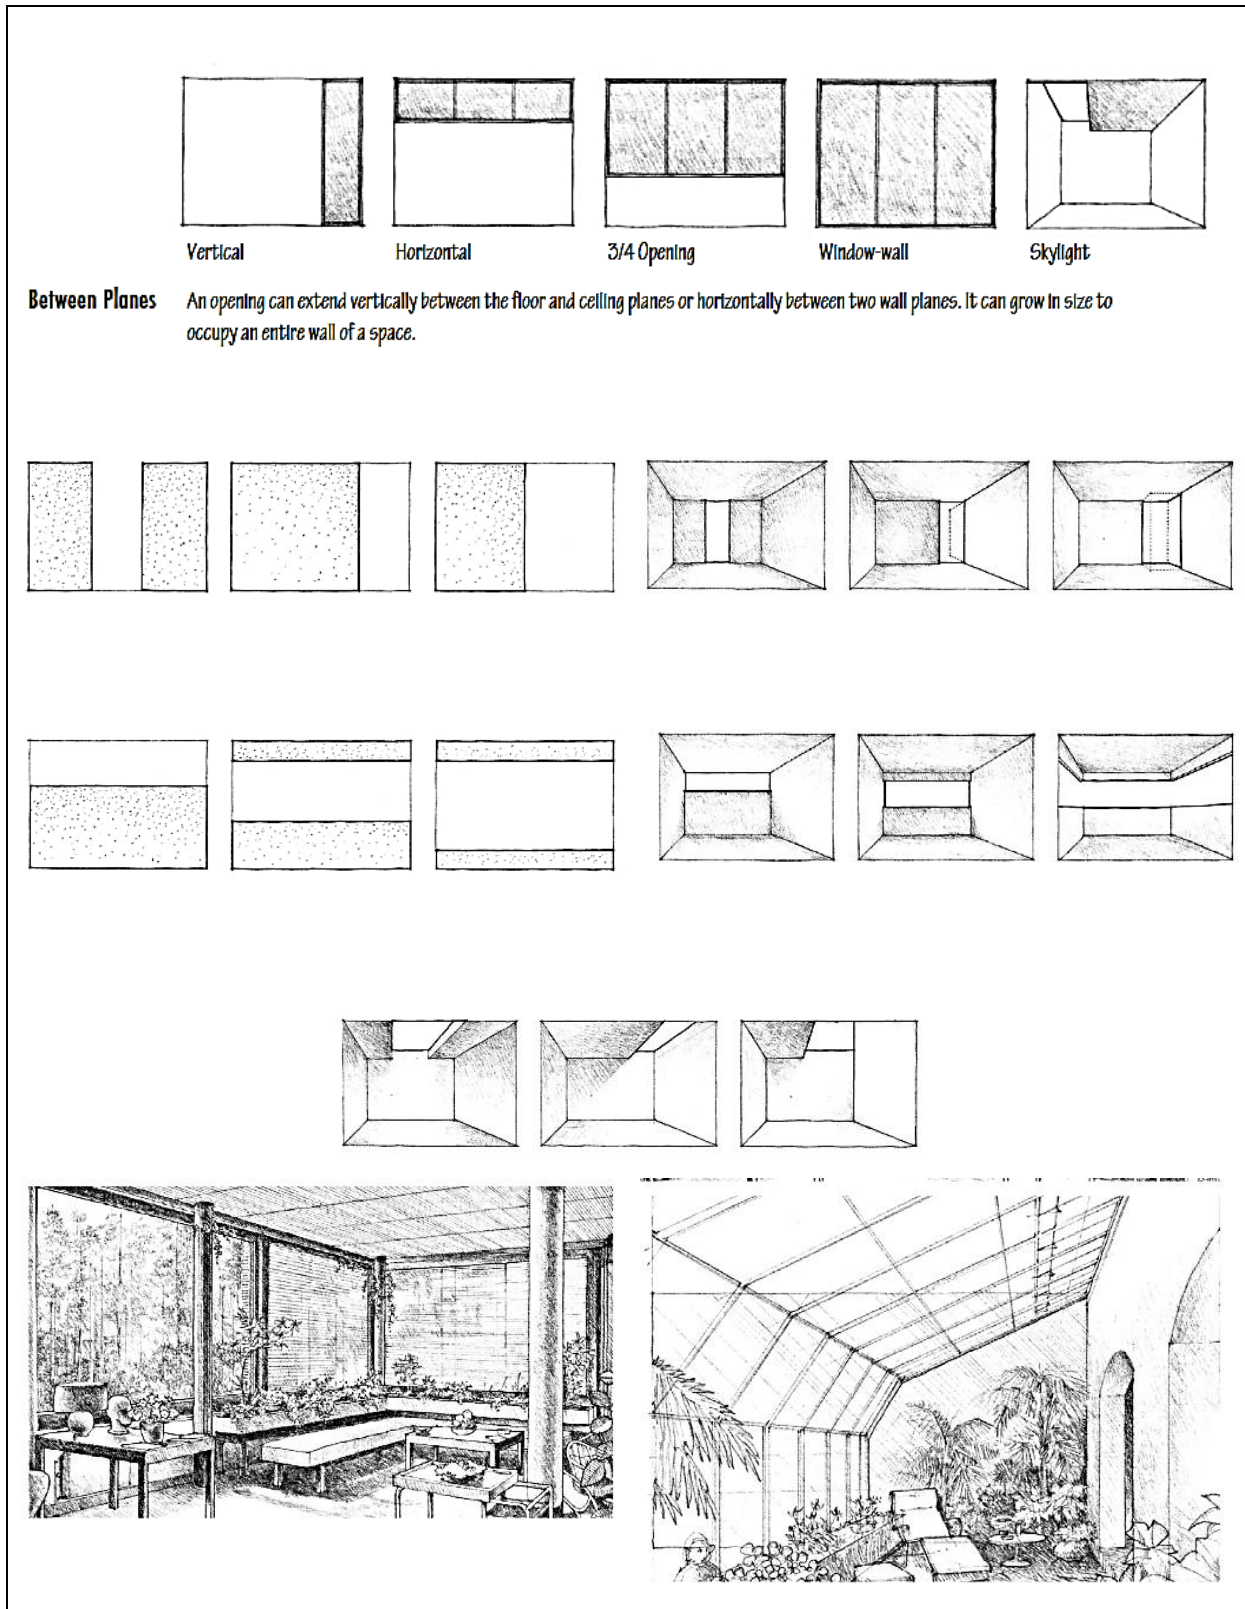 Vertical
Horizontal
3/4 Opening
Window-wall
Skylight
Between Planes
An opening can extend vertically between the floor and ceiling planes or horizontally between two wall planes. It can grow in size to
occupy an entire wall of a space.